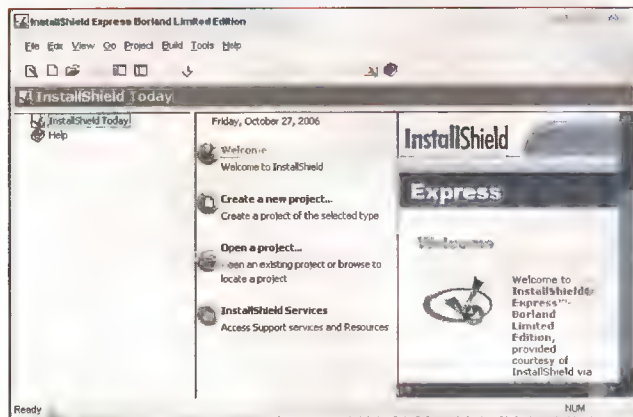 InstallShield Express Borland Limited Edition
File Edit View Go Project Build Tools Help
InstallShield Today
InstallShield Today
Help
Friday, October 27, 2006
Welcome
Welcome to InstallShield
Create a new project...
Create a project of the selected type
Open a project...
Open an existing project or browse to
locate a project
InstallShield Services
Access Support services and Resources
InstallShield
Express
Welcome
Welcome to
InstallShield®
Express™-
Borland
Limited
Edition,
provided
courtesy of
InstallShield via
Ready
NUM